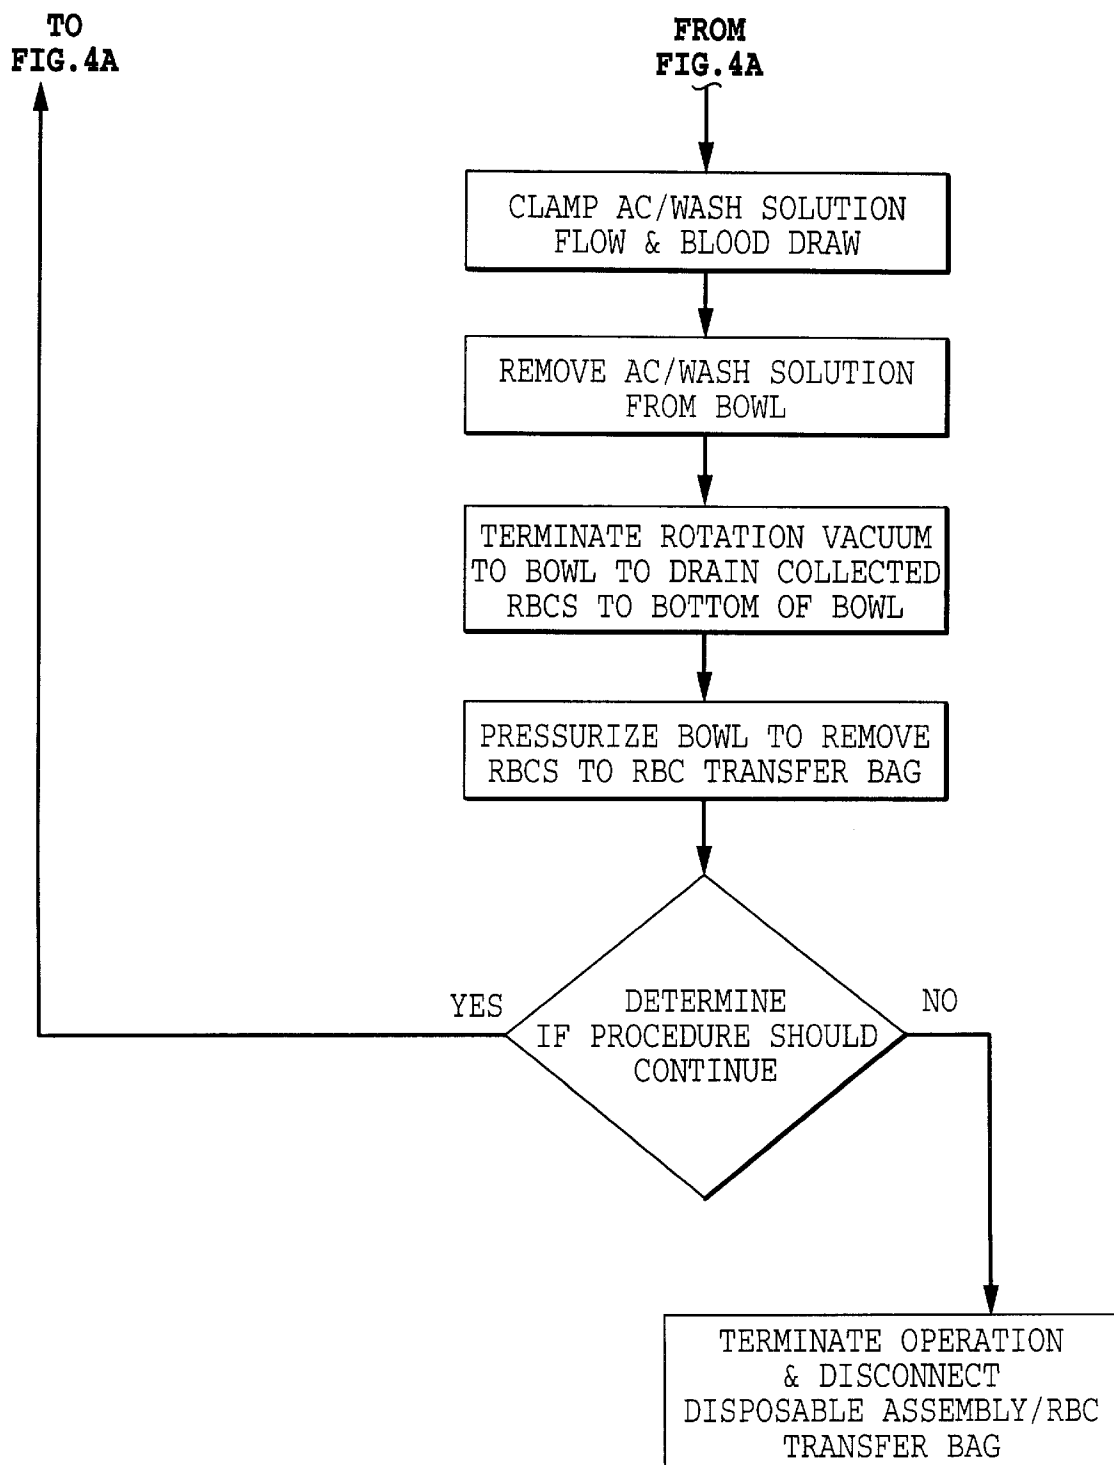 TO
FIG.4A
FROM
FIG.4A
CLAMP AC/WASH SOLUTION
FLOW & BLOOD DRAW
REMOVE AC/WASH SOLUTION
FROM BOWL
TERMINATE ROTATION VACUUM
TO BOWL TO DRAIN COLLECTED
RBCS TO BOTTOM OF BOWL
PRESSURIZE BOWL TO REMOVE
RBCS TO RBC TRANSFER BAG
YES
DETERMINE
IF PROCEDURE SHOULD
CONTINUE
NO
TERMINATE OPERATION
& DISCONNECT
DISPOSABLE ASSEMBLY/RBC
TRANSFER BAG